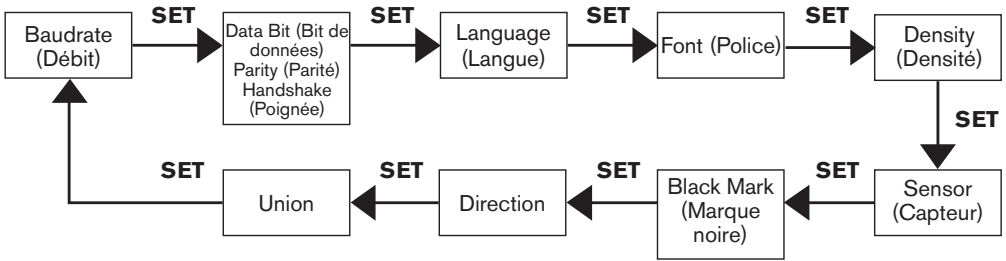 Baudrate
(Débit)
SET
Data Bit (Bit de
données)
Parity (Parité)
Handshake
(Poignée)
SET
Language
(Langue)
SET
Font (Police)
SET
Density
(Densité)
SET
Sensor
(Capteur)
SET
Black Mark
(Marque
noire)
SET
Direction
SET
Union
SET